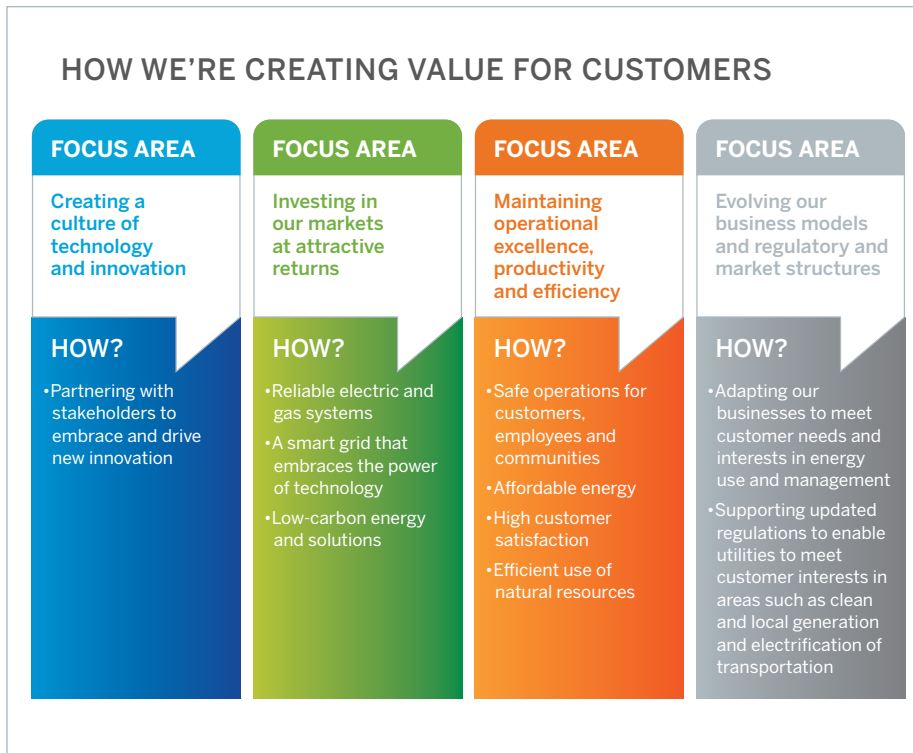 HOW WE'RE CREATING VALUE FOR CUSTOMERS
FOCUS AREA
Creating a
culture of
technology
and innovation
HOW?
•Partnering with
stakeholders to
embrace and drive
new innovation
FOCUS AREA
Investing in
our markets
at attractive
returns
HOW?
•Reliable electric and
gas systems
•A smart grid that
embraces the power
of technology
•Low-carbon energy
and solutions
FOCUS AREA
Maintaining
operational
excellence,
productivity
and efficiency
HOW?
•Safe operations for
customers,
employees and
communities
•Affordable energy
•High customer
satisfaction
•Efficient use of
natural resources
FOCUS AREA
Evolving our
business models
and regulatory and
market structures
HOW?
•Adapting our
businesses to meet
customer needs and
interests in energy
use and management
•Supporting updated
regulations to enable
utilities to meet
customer interests in
areas such as clean
and local generation
and electrification of
transportation